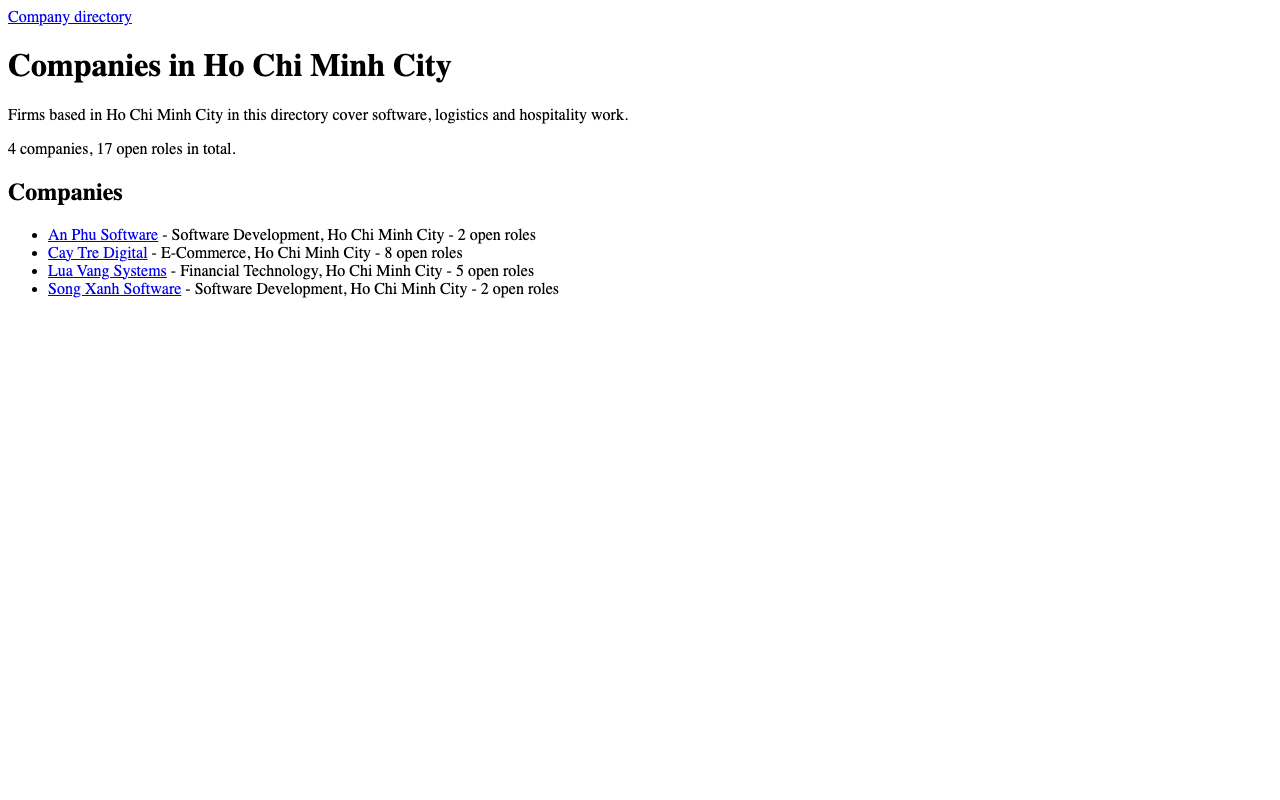 Company directory
Companies in Ho Chi Minh City
Firms based in Ho Chi Minh City in this directory cover software, logistics and hospitality work.
4 companies, 17 open roles in total.
Companies
An Phu Software - Software Development, Ho Chi Minh City - 2 open roles
Cay Tre Digital - E-Commerce, Ho Chi Minh City - 8 open roles
Lua Vang Systems - Financial Technology, Ho Chi Minh City - 5 open roles
Song Xanh Software - Software Development, Ho Chi Minh City - 2 open roles